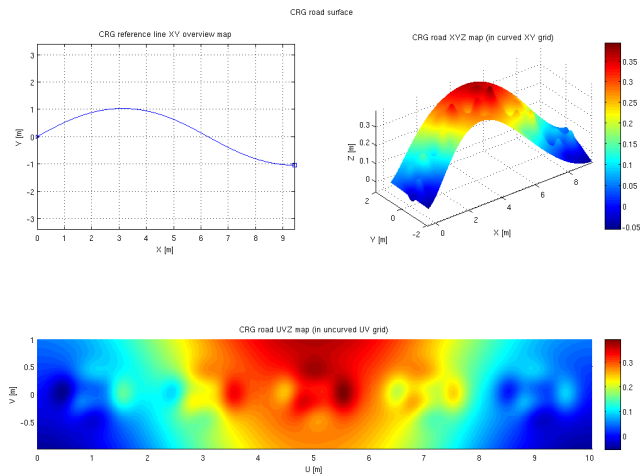 CRG road surface
CRG reference line XY overview map
3
2
1
0
-1
-2
-3
Y [m]
0 1 2 3 4 5 6 7 8 9
X [m]
CRG road XYZ map (in curved XY grid)
0.3
0.2
0.1
0
Z [m]
2
0
-2
Y [m]
0 2 4 6 8
X [m]
0.35
0.3
0.25
0.2
0.15
0.1
0.05
0
-0.05
CRG road UVZ map (in uncurved UV grid)
1
0.5
0
-0.5
V [m]
0 1 2 3 4 5 6 7 8 9 10
U [m]
0.3
0.2
0.1
0